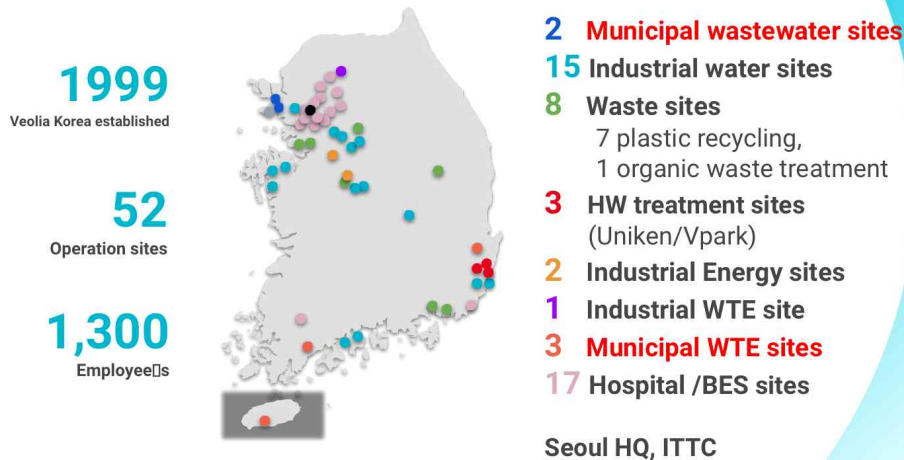 1999
Veolia Korea established
52
Operation sites
1,300
Employee▯s
2 Municipal wastewater sites
15 Industrial water sites
8 Waste sites
7 plastic recycling,
1 organic waste treatment
3 HW treatment sites
(Uniken/Vpark)
2 Industrial Energy sites
1 Industrial WTE site
3 Municipal WTE sites
17 Hospital /BES sites
Seoul HQ, ITTC